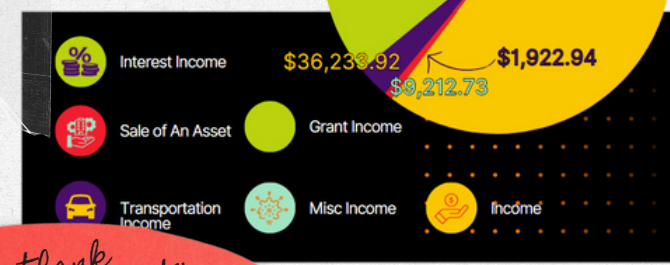 $36,233.92
$1,922.94
$9,212.73
Interest Income
Sale of An Asset
Grant Income
Transportation
Income
Misc Income
Income
%
$
thank